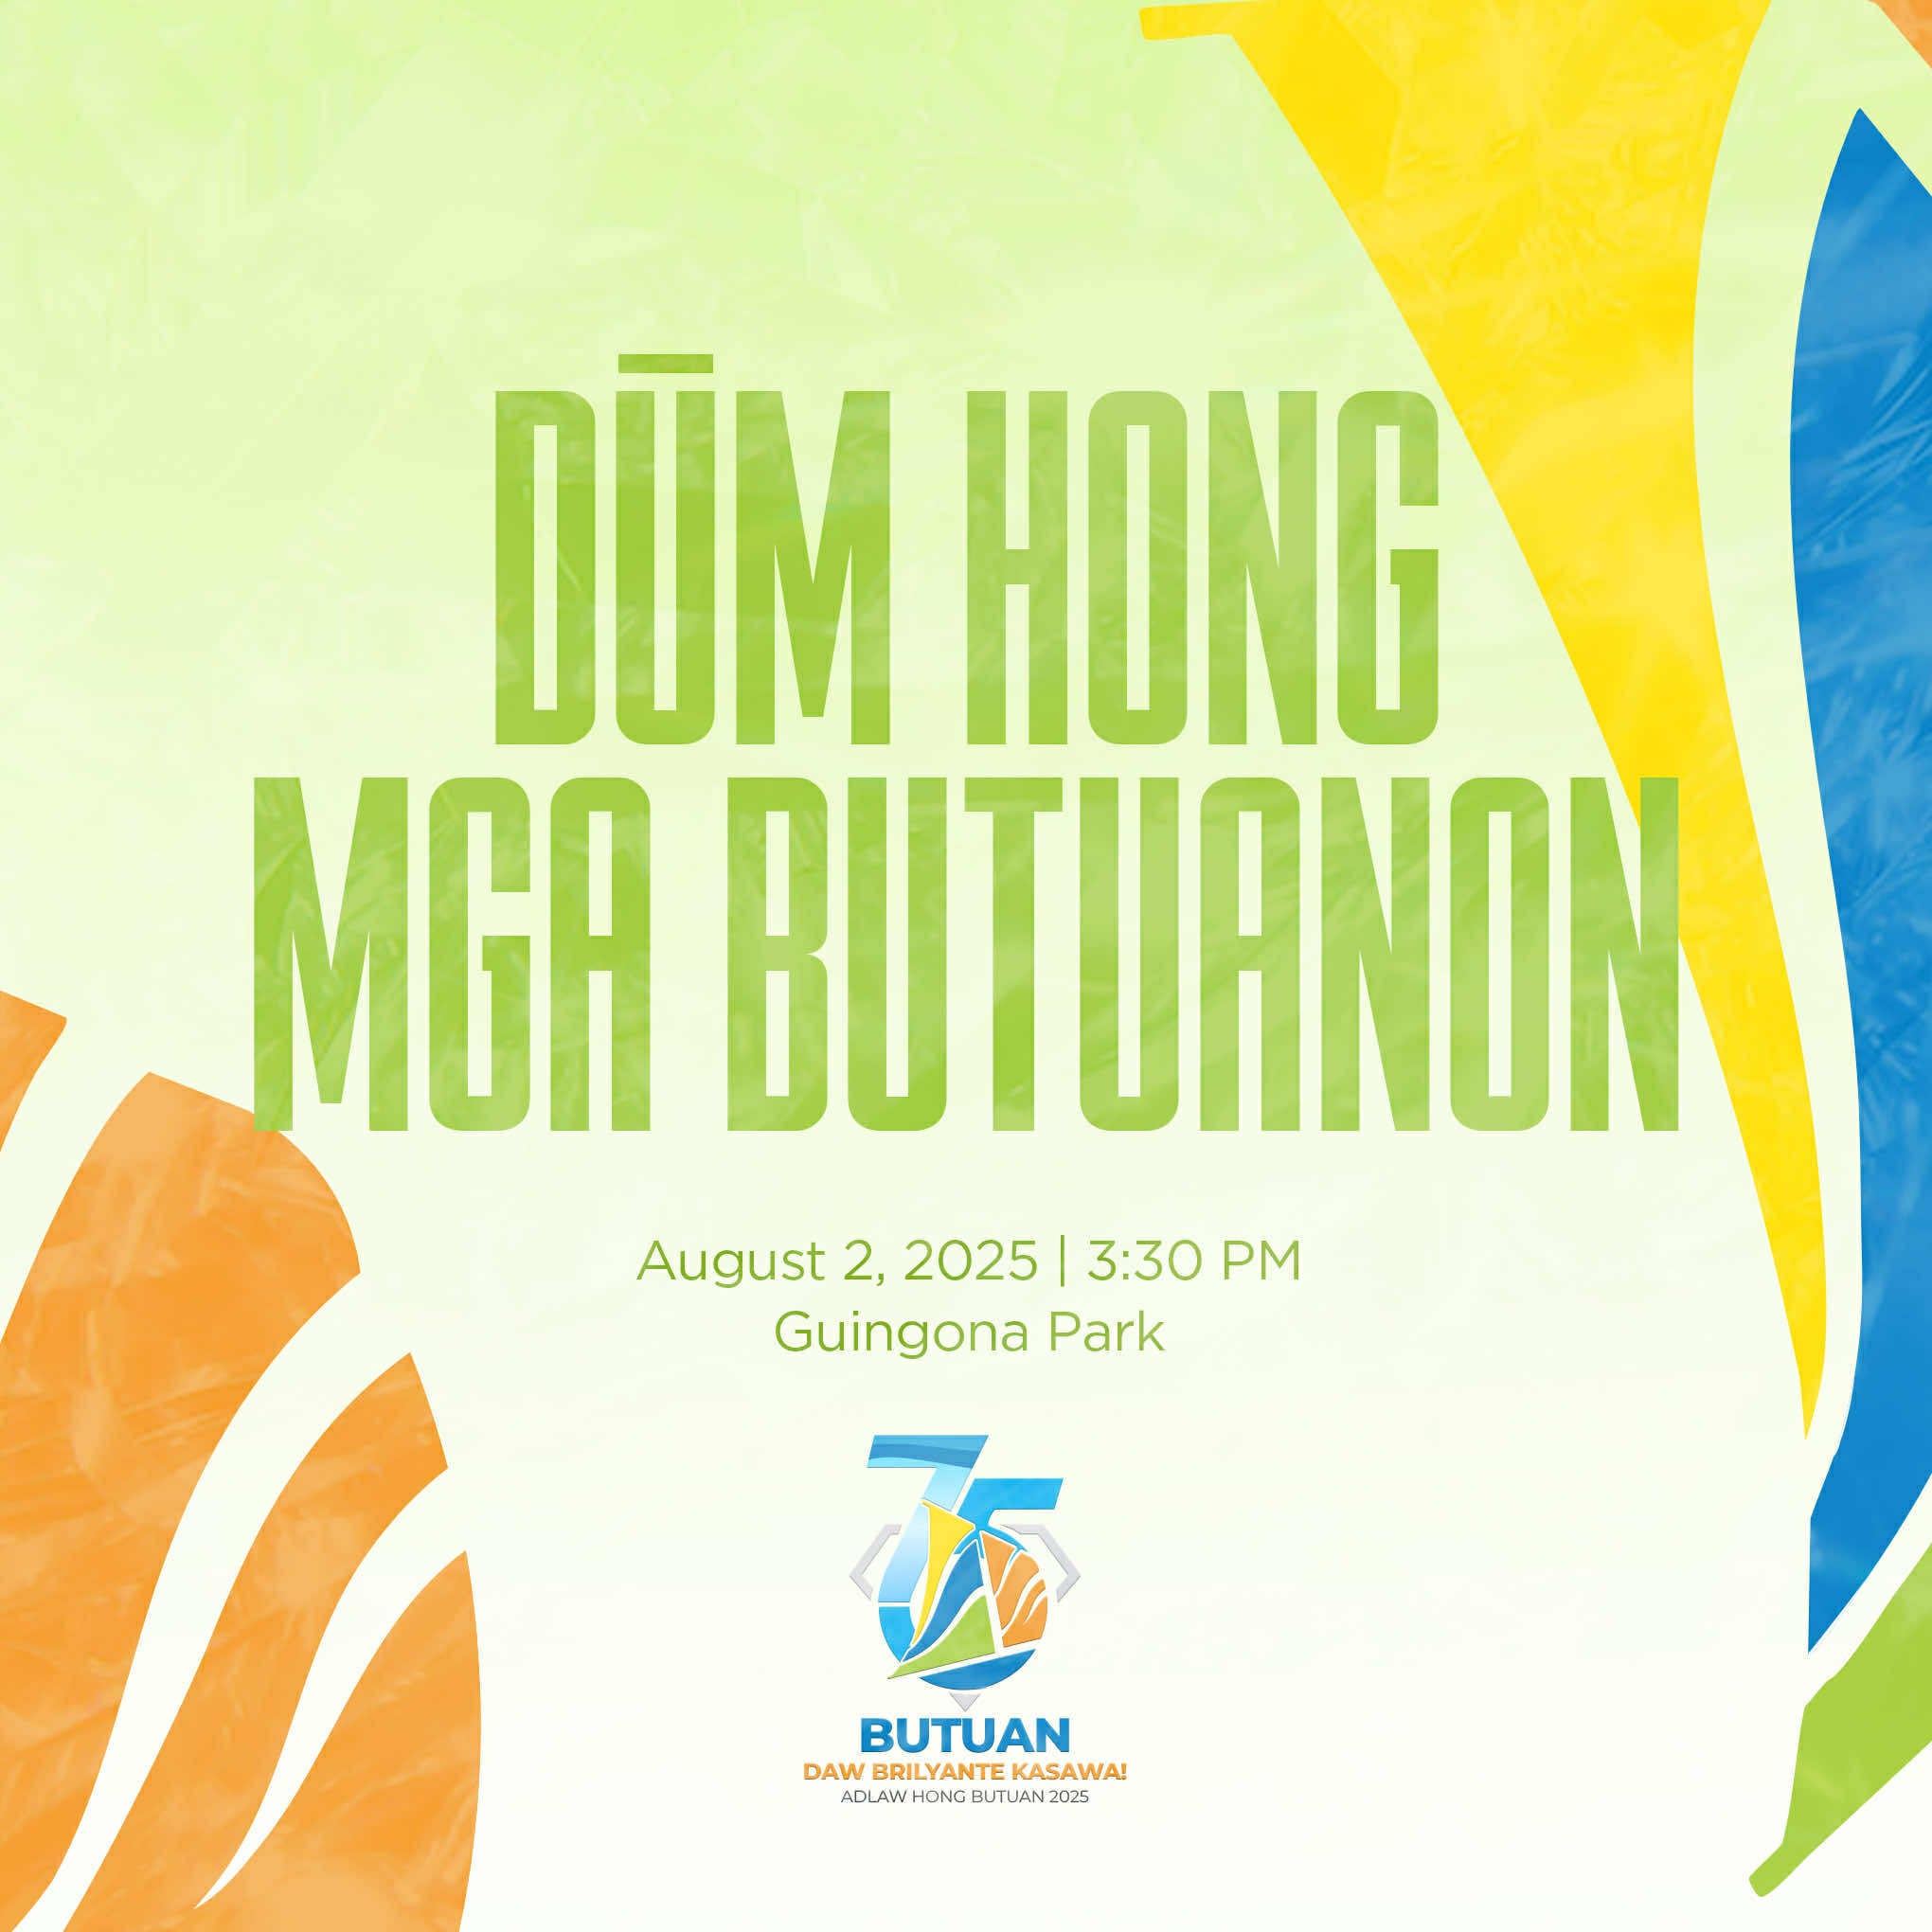 DŪM HONG
MGA BUTUANON
August 2, 2025 | 3:30 PM
Guingona Park
75
BUTUAN
DAW BRILYANTE KASAWA!
ADLAW HONG BUTUAN 2025